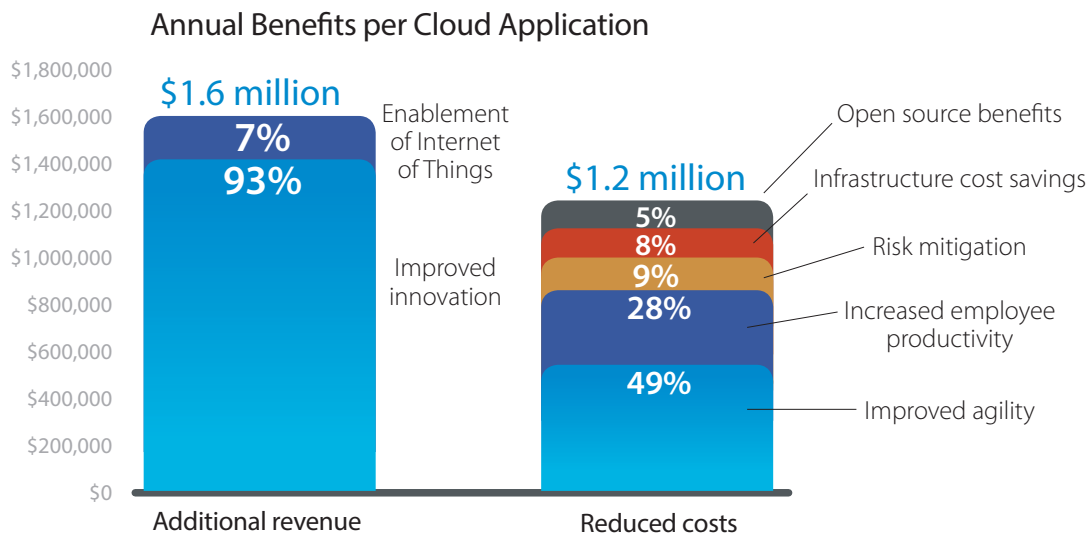 Annual Benefits per Cloud Application
$1,800,000
$1,600,000
$1,400,000
$1,200,000
$1,000,000
$800,000
$600,000
$400,000
$200,000
$0
$1.6 million
7%
93%
Enablement
of Internet
of Things
Improved
innovation
Additional revenue
$1.2 million
5%
8%
9%
28%
49%
Open source benefits
Infrastructure cost savings
Risk mitigation
Increased employee
productivity
Improved agility
Reduced costs